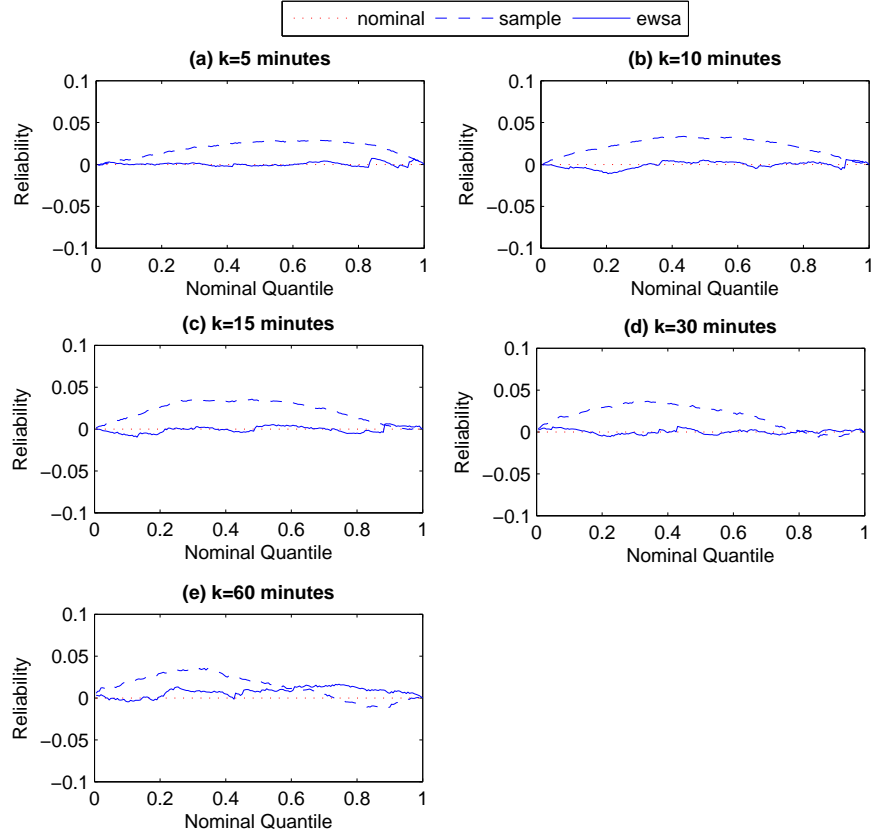 nominal sample ewsa
(a) k=5 minutes
0.1
0.05
0
−0.05
−0.1
Reliability
0 0.2 0.4 0.6 0.8 1
Nominal Quantile
(b) k=10 minutes
0.1
0.05
0
−0.05
−0.1
Reliability
0 0.2 0.4 0.6 0.8 1
Nominal Quantile
(c) k=15 minutes
0.1
0.05
0
−0.05
−0.1
Reliability
0 0.2 0.4 0.6 0.8 1
Nominal Quantile
(d) k=30 minutes
0.1
0.05
0
−0.05
−0.1
Reliability
0 0.2 0.4 0.6 0.8 1
Nominal Quantile
(e) k=60 minutes
0.1
0.05
0
−0.05
−0.1
Reliability
0 0.2 0.4 0.6 0.8 1
Nominal Quantile